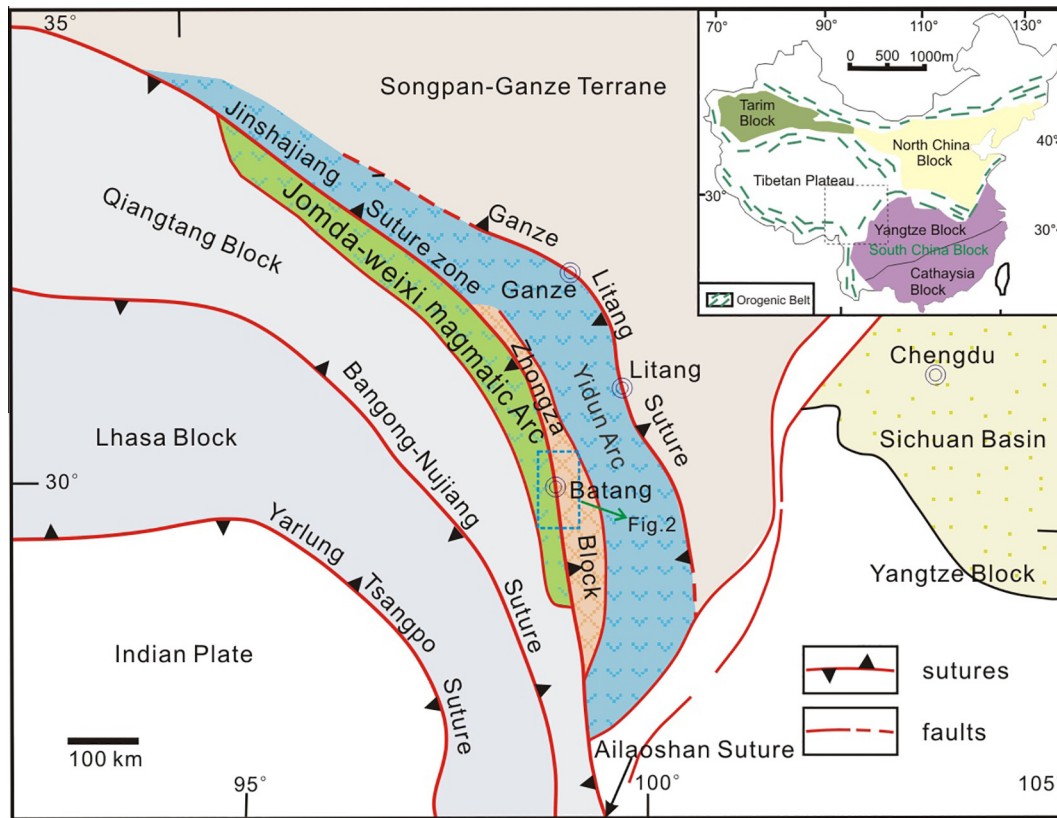 35°
70°
90°
110°
130°
0 500 1000m
Tarim
Block
North China
Block
40°
Tibetan Plateau
30°
Yangtze Block
South China Block
30°
Cathaysia
Block
Orogenic Belt
Songpan-Ganze Terrane
Jinshajiang
Suture zone
Ganze
Litang
Suture
Qiangtang Block
Jomda-weixi magmatic Arc
Ganze
Litang
Zhongza
Block
Yidun Arc
Chengdu
Sichuan Basin
Bangong-Nujiang
Suture
Lhasa Block
30°
Batang
Fig.2
Yarlung
Tsangpo
Suture
Yangtze Block
Indian Plate
sutures
faults
100 km
Ailaoshan Suture
95°
100°
105